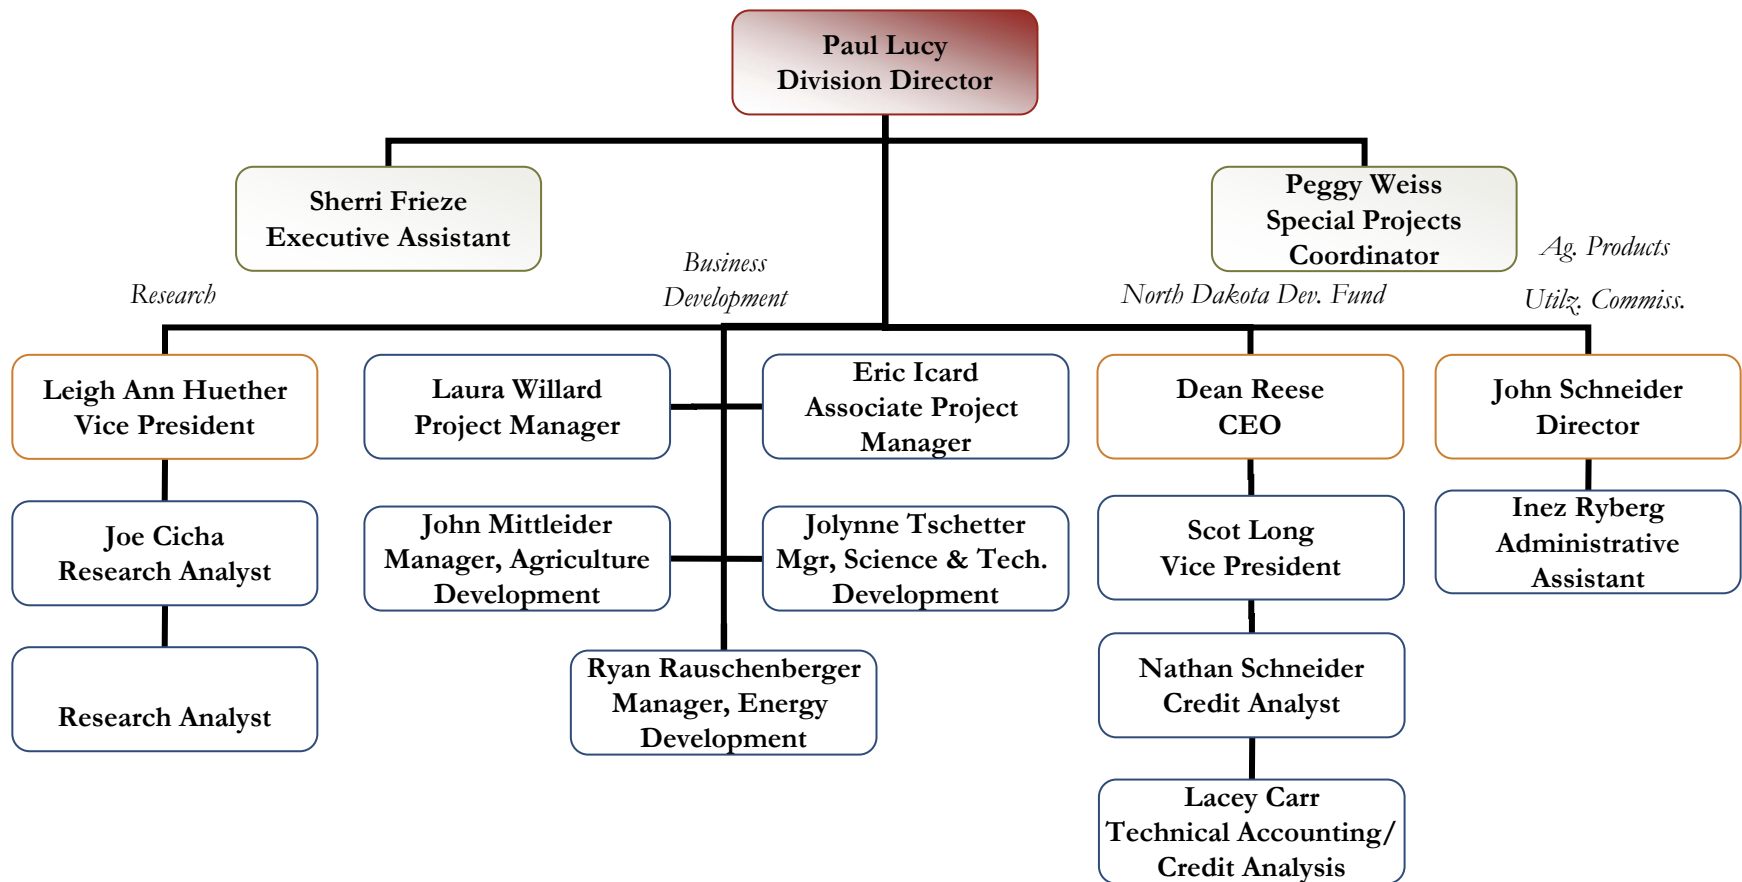 Paul Lucy
Division Director
Sherri Frieze
Executive Assistant
Peggy Weiss
Special Projects
Coordinator
Research
Business
Development
North Dakota Dev. Fund
Ag. Products
Utilz. Commiss.
Leigh Ann Huether
Vice President
Laura Willard
Project Manager
Eric Icard
Associate Project
Manager
Dean Reese
CEO
John Schneider
Director
Joe Cicha
Research Analyst
John Mittleider
Manager, Agriculture
Development
Jolynne Tschetter
Mgr, Science & Tech.
Development
Scot Long
Vice President
Inez Ryberg
Administrative
Assistant
Research Analyst
Ryan Rauschenberger
Manager, Energy
Development
Nathan Schneider
Credit Analyst
Lacey Carr
Technical Accounting/
Credit Analysis